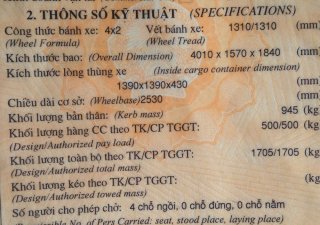 2. THÔNG SỐ KỸ THUẬT (SPECIFICATIONS)
Công thức bánh xe: 4x2 Vết bánh xe: 1310/1310 (mm)
(Wheel Formula) (Wheel Tread)
Kích thước bao: (Overall Dimension) 4010 x 1570 x 1840 (mm)
Kích thước lòng thùng xe (Inside cargo container dimension)
1390x1390x430 (mm)
Chiều dài cơ sở: (Wheelbase) 2530 (mm)
Khối lượng bản thân: (Kerb mass) 945 (kg
Khối lượng hàng CC theo TK/CP TGGT: 500/500 (kg
(Design/Authorized pay load)
Khối lượng toàn bộ theo TK/CP TGGT: 1705/1705 (kg
(Design/Authorized total mass)
Khối lượng kéo theo TK/CP TGGT: (kg
(Design/Authorized towed mass)
Số người cho phép chở: 4 chỗ ngồi, 0 chỗ đứng, 0 chỗ nằm
No. of Pers Carried: seat, stood place, laying place)